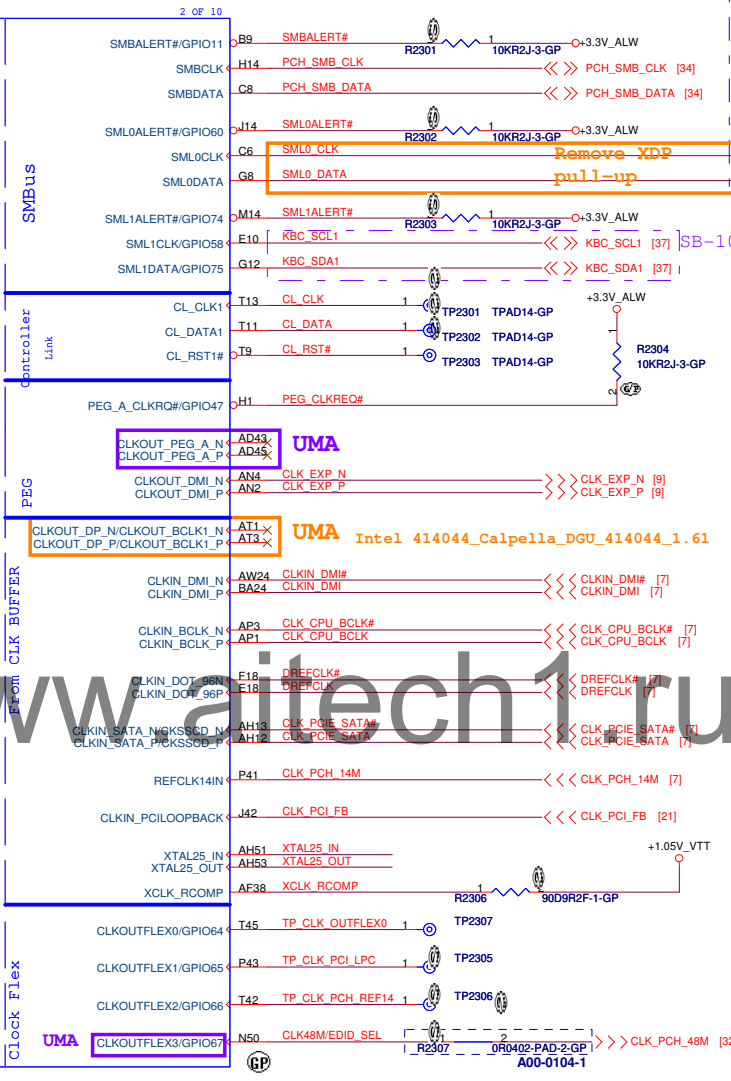 2 OF 10
SMBus
SMBALERT#/GPIO11 B9 SMBALERT# R2301 1 10KR2J-3-GP +3.3V_ALW
SMBCLK H14 PCH_SMB_CLK PCH_SMB_CLK [34]
SMBDATA C8 PCH_SMB_DATA PCH_SMB_DATA [34]
SML0ALERT#/GPIO60 J14 SML0ALERT# R2302 1 10KR2J-3-GP +3.3V_ALW
SML0CLK C6 SML0_CLK Remove XDP
SML0DATA G8 SML0_DATA pull-up
SML1ALERT#/GPIO74 M14 SML1ALERT# R2303 1 10KR2J-3-GP +3.3V_ALW
SML1CLK/GPIO58 E10 KBC_SCL1 KBC_SCL1 [37] SB-10
SML1DATA/GPIO75 G12 KBC_SDA1 KBC_SDA1 [37]
Controller
Link
CL_CLK1 T13 CL_CLK 1 TP2301 TPAD14-GP
CL_DATA1 T11 CL_DATA 1 TP2302 TPAD14-GP
CL_RST1# T9 CL_RST# 1 TP2303 TPAD14-GP
+3.3V_ALW
1
R2304
10KR2J-3-GP
2
PEG
PEG_A_CLKRQ#/GPIO47 H1 PEG_CLKREQ#
CLKOUT_PEG_A_N AD43 UMA
CLKOUT_PEG_A_P AD45
CLKOUT_DMI_N AN4 CLK_EXP_N CLK_EXP_N [9]
CLKOUT_DMI_P AN2 CLK_EXP_P CLK_EXP_P [9]
CLKOUT_DP_N/CLKOUT_BCLK1_N AT1 UMA Intel 414044_Calpella_DGU_414044_1.61
CLKOUT_DP_P/CLKOUT_BCLK1_P AT3
From CLK BUFFER
CLKIN_DMI_N AW24 CLKIN_DMI# CLKIN_DMI# [7]
CLKIN_DMI_P BA24 CLKIN_DMI CLKIN_DMI [7]
CLKIN_BCLK_N AP3 CLK_CPU_BCLK# CLK_CPU_BCLK# [7]
CLKIN_BCLK_P AP1 CLK_CPU_BCLK CLK_CPU_BCLK [7]
CLKIN_DOT_96N F18 DREFCLK# DREFCLK# [7]
CLKIN_DOT_96P E18 DREFCLK DREFCLK [7]
ww.aitech1.ru
CLKIN_SATA_N/CKSSCD_N AH13 CLK_PCIE_SATA# CLK_PCIE_SATA# [7]
CLKIN_SATA_P/CKSSCD_P AH12 CLK_PCIE_SATA CLK_PCIE_SATA [7]
REFCLK14IN P41 CLK_PCH_14M CLK_PCH_14M [7]
CLKIN_PCILOOPBACK J42 CLK_PCI_FB CLK_PCI_FB [21]
XTAL25_IN AH51 XTAL25_IN
XTAL25_OUT AH53 XTAL25_OUT
+1.05V_VTT
XCLK_RCOMP AF38 XCLK_RCOMP R2306 1 90D9R2F-1-GP
Clock Flex
CLKOUTFLEX0/GPIO64 T45 TP_CLK_OUTFLEX0 1 TP2307
CLKOUTFLEX1/GPIO65 P43 TP_CLK_PCI_LPC 1 TP2305
CLKOUTFLEX2/GPIO66 T42 TP_CLK_PCH_REF14 1 TP2306
UMA CLKOUTFLEX3/GPIO67 N50 CLK48M/EDID_SEL R2307 1 2 0R0402-PAD-2-GP CLK_PCH_48M [32
GP
A00-0104-1